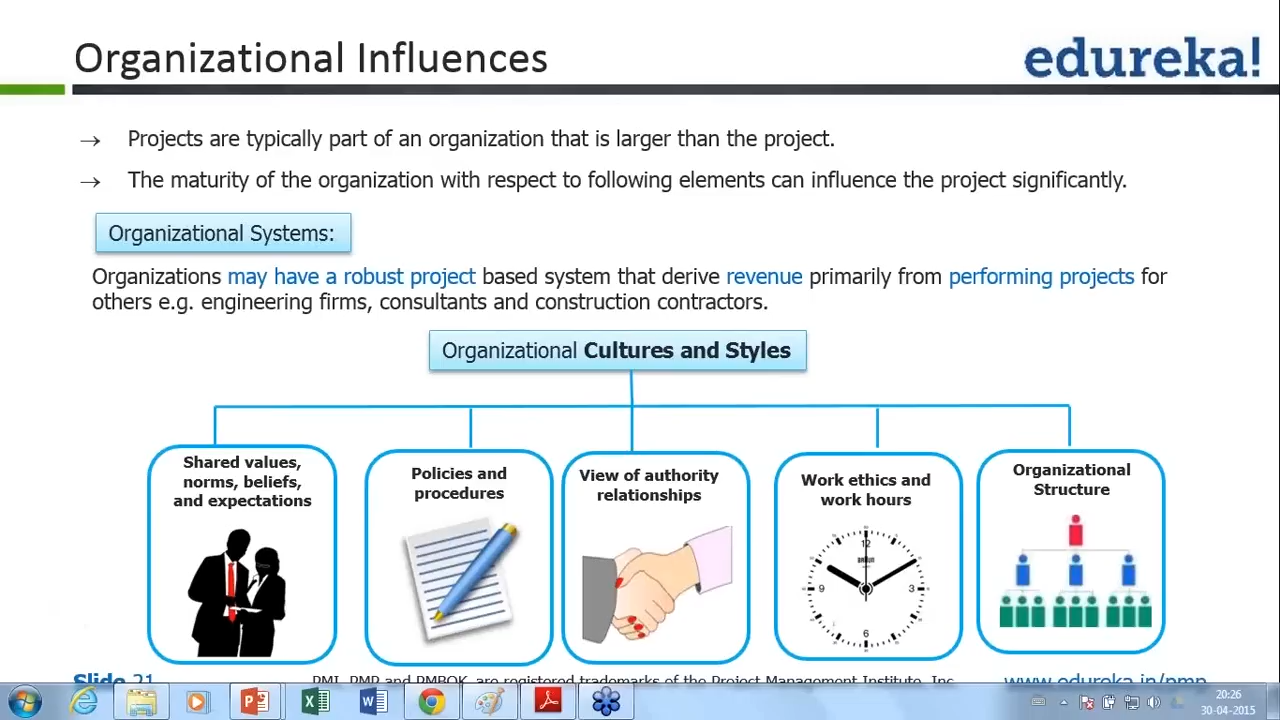 Organizational Influences
edureka!
→ Projects are typically part of an organization that is larger than the project.
→ The maturity of the organization with respect to following elements can influence the project significantly.
Organizational Systems:
Organizations may have a robust project based system that derive revenue primarily from performing projects for
others e.g. engineering firms, consultants and construction contractors.
Organizational Cultures and Styles
Shared values,
norms, beliefs,
and expectations
Policies and
procedures
View of authority
relationships
Work ethics and
work hours
12
BRAUN
3
6
9
Organizational
Structure
Slide 21
PMI, PMP and PMBOK, are registered trademarks of the Project Management Institute, Inc
www.edureka.in/pmp
20:26
30-04-2015